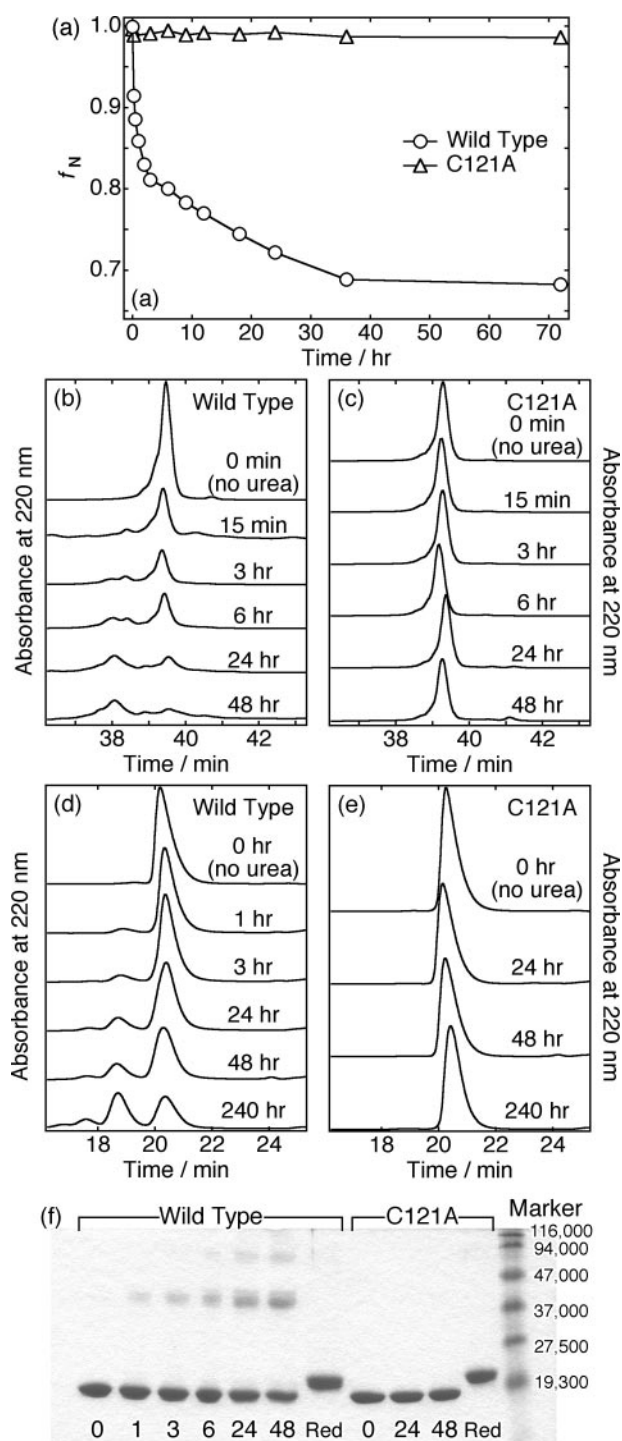 (a)
1.0
0.9
0.8
0.7
f_N
Wild Type
C121A
(a)
0 10 20 30 40 50 60 70
Time / hr
(b) Wild Type
0 min
(no urea)
15 min
3 hr
6 hr
24 hr
48 hr
Absorbance at 220 nm
38 40 42
Time / min
(c) C121A
0 min
(no urea)
15 min
3 hr
6 hr
24 hr
48 hr
Absorbance at 220 nm
38 40 42
Time / min
(d) Wild Type
0 hr
(no urea)
1 hr
3 hr
24 hr
48 hr
240 hr
Absorbance at 220 nm
18 20 22 24
Time / min
(e) C121A
0 hr
(no urea)
24 hr
48 hr
240 hr
Absorbance at 220 nm
18 20 22 24
Time / min
(f) Wild Type C121A Marker
116,000
94,000
47,000
37,000
27,500
19,300
0 1 3 6 24 48 Red 0 24 48 Red